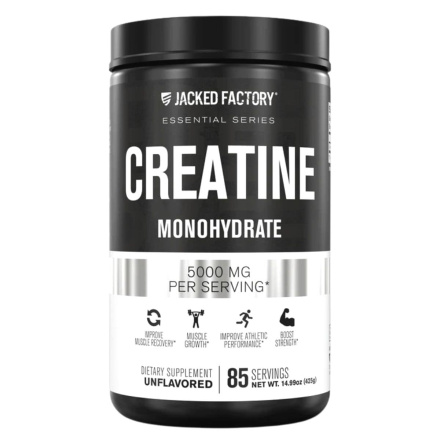 JACKED FACTORY®
ESSENTIAL SERIES
CREATINE
MONOHYDRATE
5000 MG
PER SERVING*
IMPROVE
MUSCLE RECOVERY*
MUSCLE
GROWTH*
IMPROVE ATHLETIC
PERFORMANCE*
BOOST
STRENGTH*
DIETARY SUPPLEMENT
UNFLAVORED
85 SERVINGS
NET WT. 14.99oz (425g)